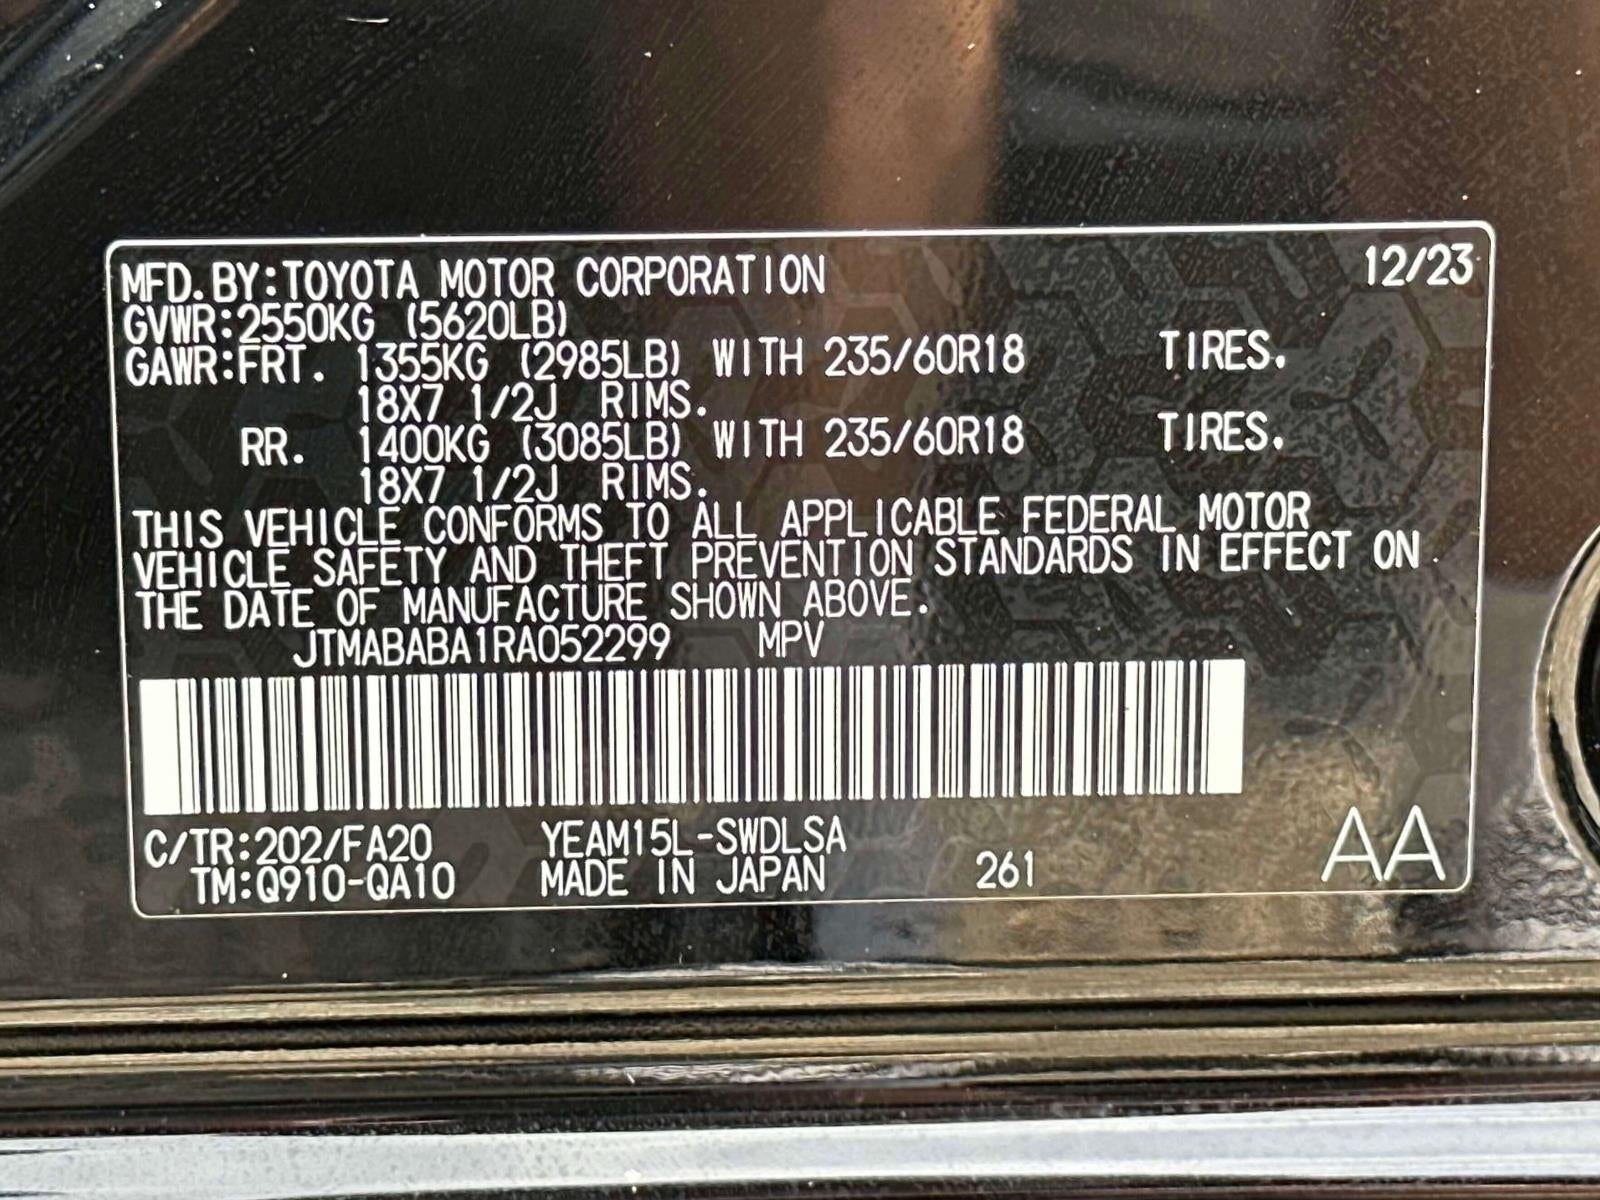 MFD.BY:TOYOTA MOTOR CORPORATION 12/23
GVWR:2550KG (5620LB)
GAWR:FRT. 1355KG (2985LB) WITH 235/60R18 TIRES.
18X7 1/2J RIMS.
RR. 1400KG (3085LB) WITH 235/60R18 TIRES.
18X7 1/2J RIMS.
THIS VEHICLE CONFORMS TO ALL APPLICABLE FEDERAL MOTOR
VEHICLE SAFETY AND THEFT PREVENTION STANDARDS IN EFFECT ON
THE DATE OF MANUFACTURE SHOWN ABOVE.
JTMABABA1RA052299 MPV
C/TR:202/FA20 YEAM15L-SWDLSA
TM:Q910-QA10 MADE IN JAPAN 261 AA